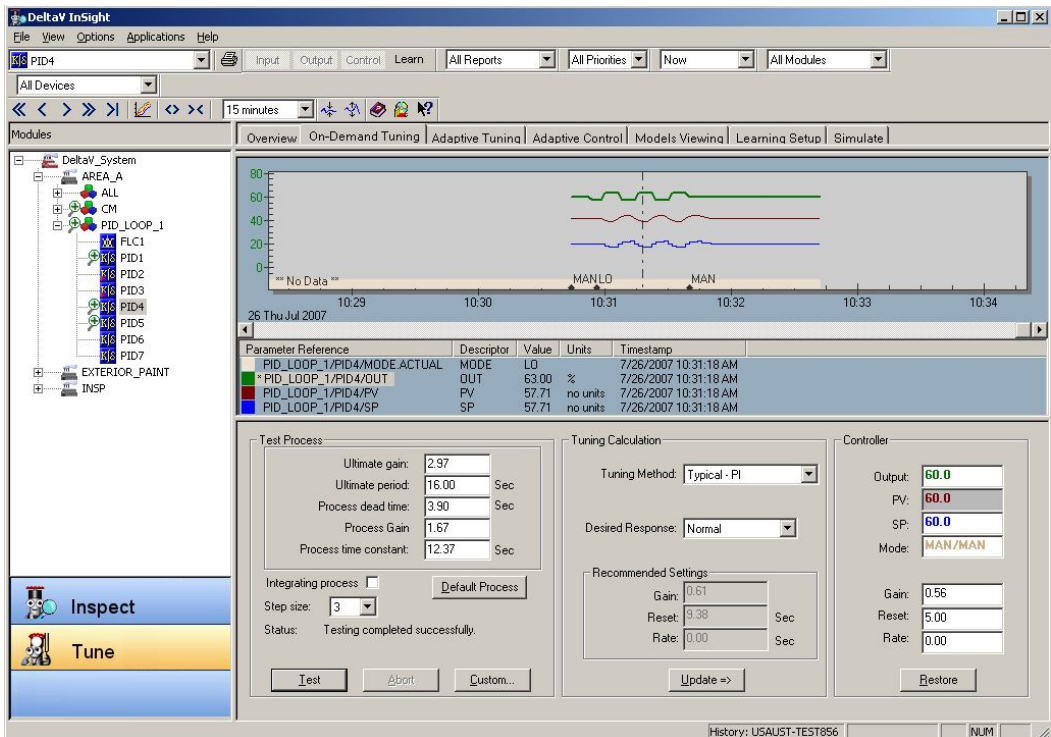 DeltaV InSight
File View Options Applications Help
PID4 Input Output Control Learn All Reports All Priorities Now All Modules
All Devices
15 minutes
Modules
Overview On-Demand Tuning Adaptive Tuning Adaptive Control Models Viewing Learning Setup Simulate
DeltaV_System
AREA_A
ALL
CM
PID_LOOP_1
FLC1
PID1
PID2
PID3
PID4
PID5
PID6
PID7
EXTERIOR_PAINT
INSP
80
60
40
20
0
** No Data ** MAN LO MAN
10:29 10:30 10:31 10:32 10:33 10:34
26 Thu Jul 2007
Parameter Reference Descriptor Value Units Timestamp
PID_LOOP_1/PID4/MODE.ACTUAL MODE LO 7/26/2007 10:31:18 AM
* PID_LOOP_1/PID4/OUT OUT 63.00 % 7/26/2007 10:31:18 AM
PID_LOOP_1/PID4/PV PV 57.71 no units 7/26/2007 10:31:18 AM
PID_LOOP_1/PID4/SP SP 57.71 no units 7/26/2007 10:31:18 AM
Test Process
Ultimate gain: 2.97
Ultimate period: 16.00 Sec
Process dead time: 3.90 Sec
Process Gain 1.67
Process time constant: 12.37 Sec
Integrating process
Default Process
Step size: 3
Status: Testing completed successfully.
Test Abort Custom...
Tuning Calculation
Tuning Method: Typical - PI
Desired Response: Normal
Recommended Settings
Gain: 0.61
Reset: 9.38 Sec
Rate: 0.00 Sec
Update =>
Controller
Output: 60.0
PV: 60.0
SP: 60.0
Mode: MAN/MAN
Gain: 0.56
Reset: 5.00
Rate: 0.00
Restore
Inspect
Tune
History: USAUST-TEST856 NUM